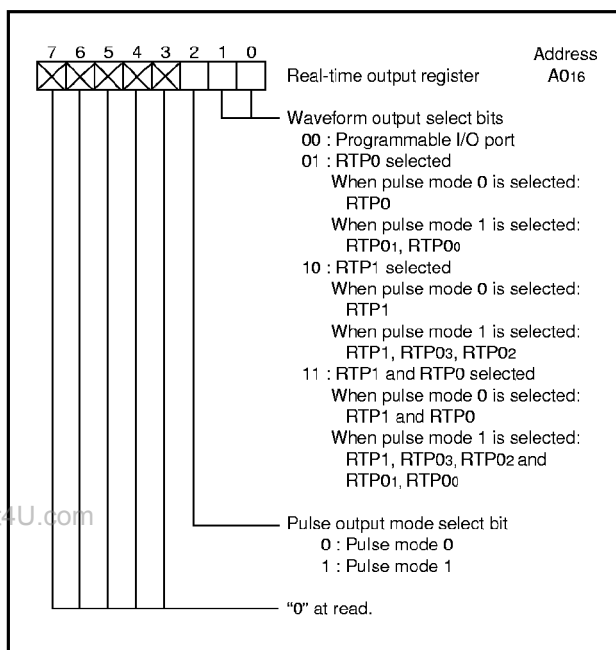 7 6 5 4 3 2 1 0
Address
Real-time output register A016
Waveform output select bits
00 : Programmable I/O port
01 : RTP0 selected
When pulse mode 0 is selected:
RTP0
When pulse mode 1 is selected:
RTP01, RTP00
10 : RTP1 selected
When pulse mode 0 is selected:
RTP1
When pulse mode 1 is selected:
RTP1, RTP03, RTP02
11 : RTP1 and RTP0 selected
When pulse mode 0 is selected:
RTP1 and RTP0
When pulse mode 1 is selected:
RTP1, RTP03, RTP02 and
RTP01, RTP00
4U.com
Pulse output mode select bit
0 : Pulse mode 0
1 : Pulse mode 1
“0” at read.